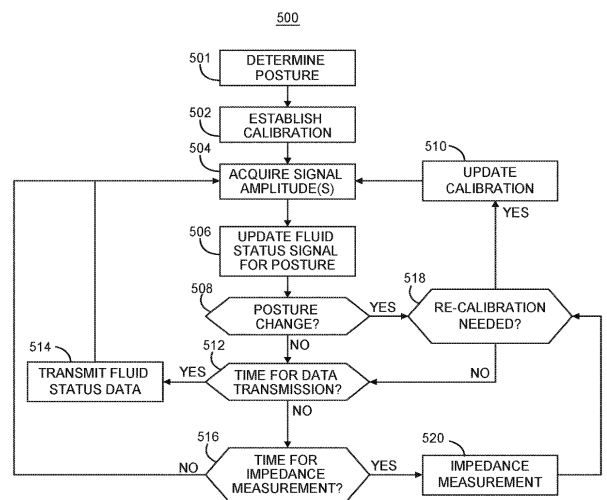 500
501
DETERMINE
POSTURE
502
ESTABLISH
CALIBRATION
504
ACQUIRE SIGNAL
AMPLITUDE(S)
510
UPDATE
CALIBRATION
YES
506
UPDATE FLUID
STATUS SIGNAL
FOR POSTURE
508
POSTURE
CHANGE?
YES
518
RE-CALIBRATION
NEEDED?
NO
NO
514
TRANSMIT FLUID
STATUS DATA
YES
512
TIME FOR DATA
TRANSMISSION?
NO
516
TIME FOR
IMPEDANCE
MEASUREMENT?
NO
YES
520
IMPEDANCE
MEASUREMENT